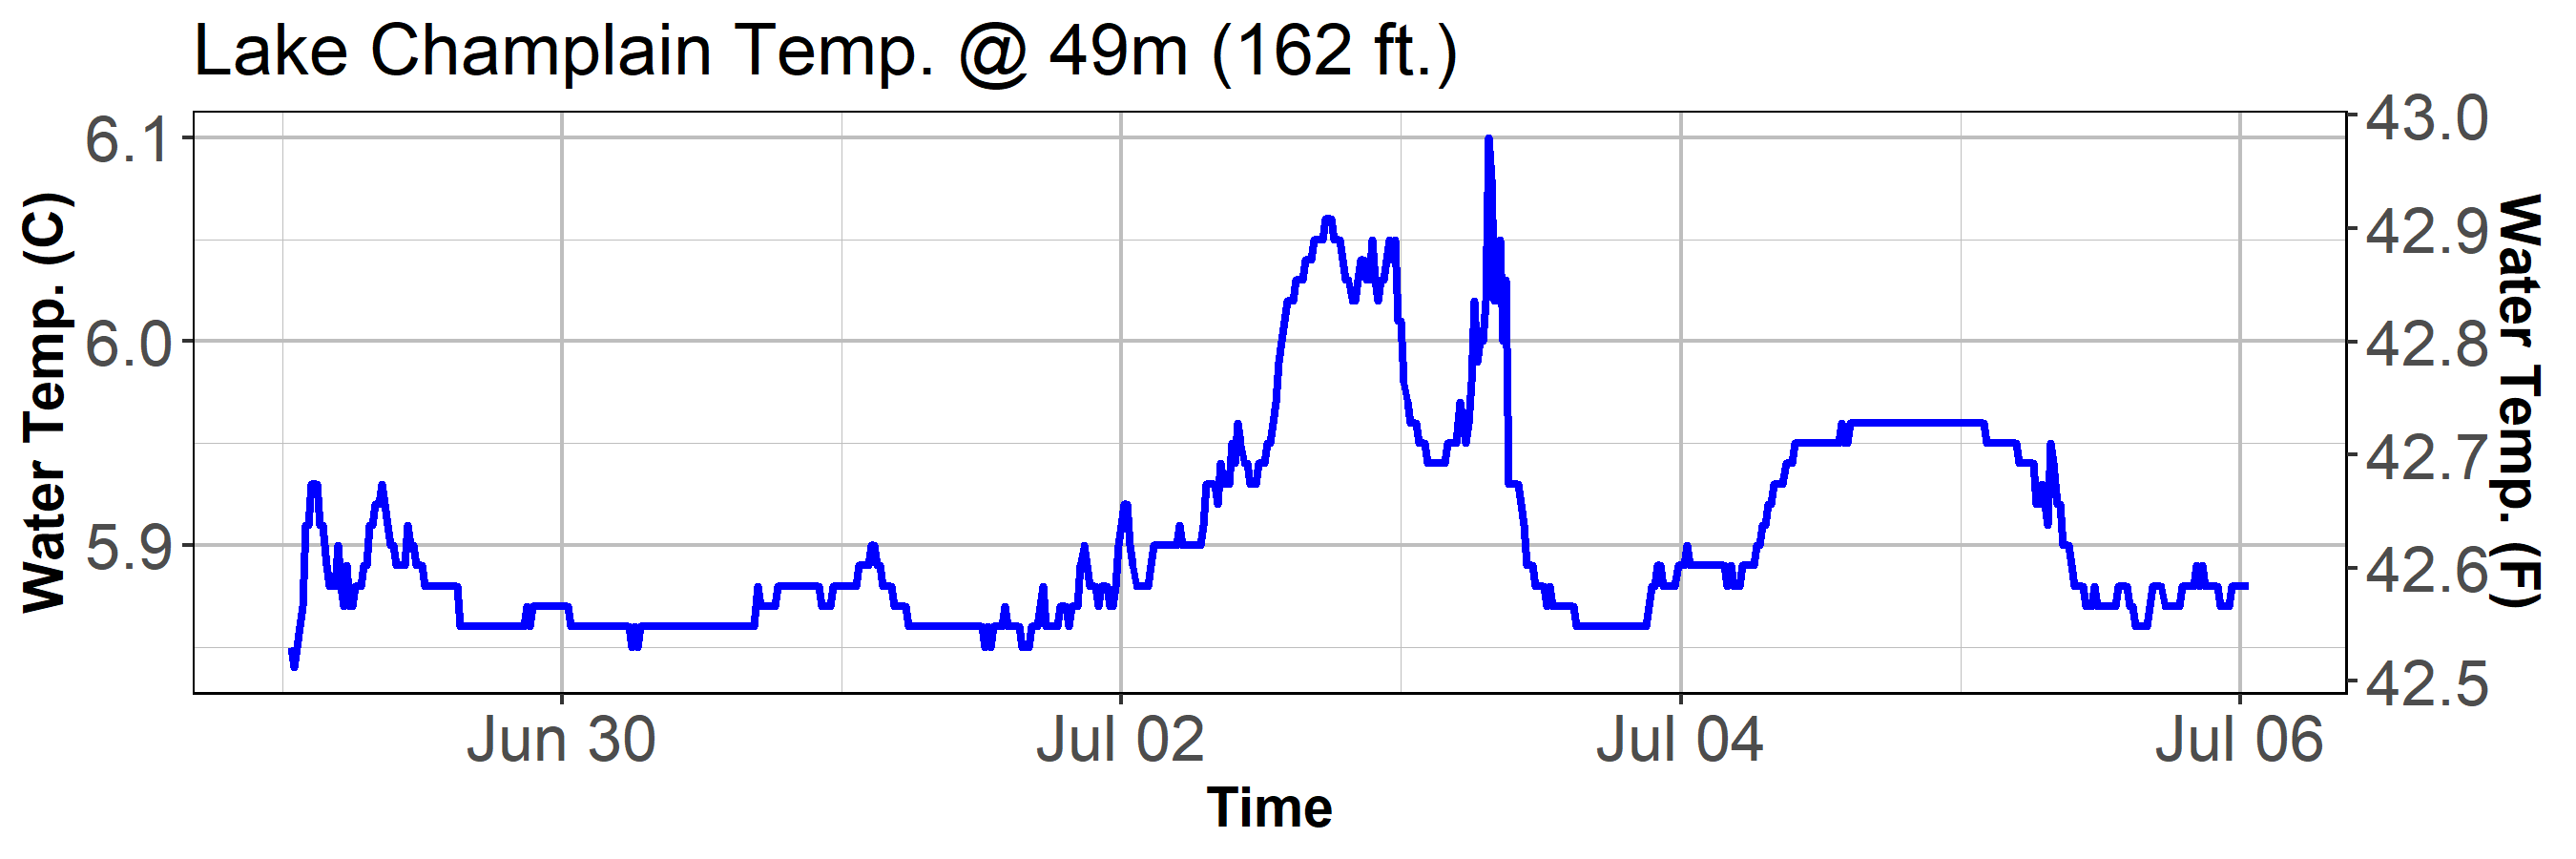 Lake Champlain Temp. @ 49m (162 ft.)
Water Temp. (C)
6.1
6.0
5.9
43.0
42.9
42.8
42.7
42.6
42.5
Water Temp. (F)
Jun 30
Jul 02
Jul 04
Jul 06
Time